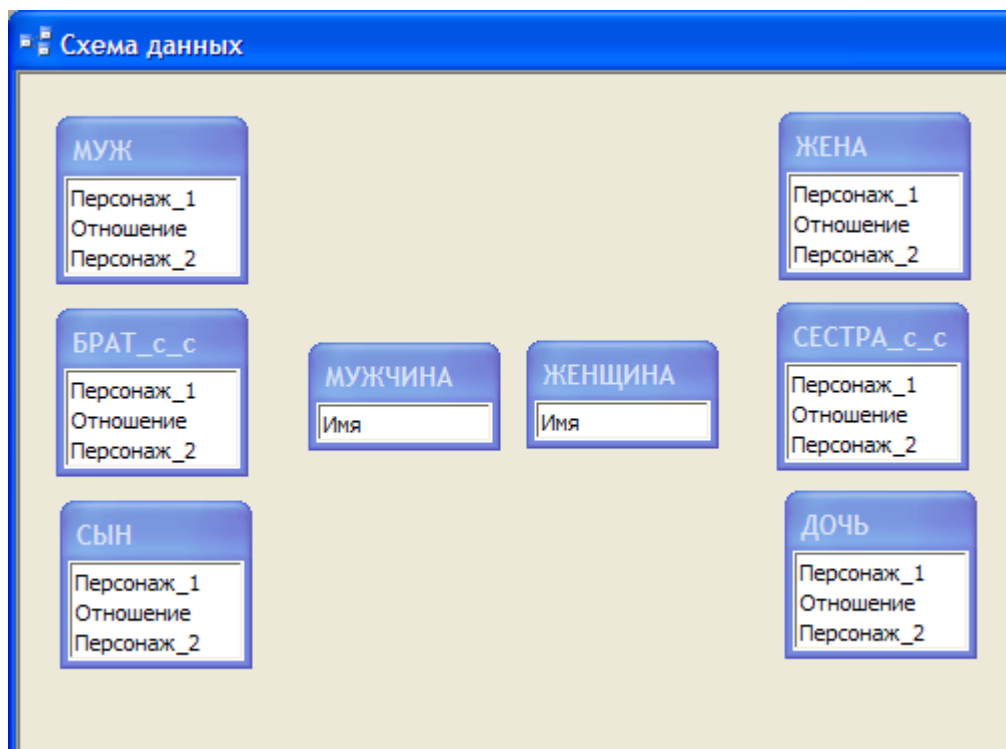 Схема данных
МУЖ
Персонаж_1
Отношение
Персонаж_2
БРАТ_с_с
Персонаж_1
Отношение
Персонаж_2
СЫН
Персонаж_1
Отношение
Персонаж_2
МУЖЧИНА
Имя
ЖЕНЩИНА
Имя
ЖЕНА
Персонаж_1
Отношение
Персонаж_2
СЕСТРА_с_с
Персонаж_1
Отношение
Персонаж_2
ДОЧЬ
Персонаж_1
Отношение
Персонаж_2